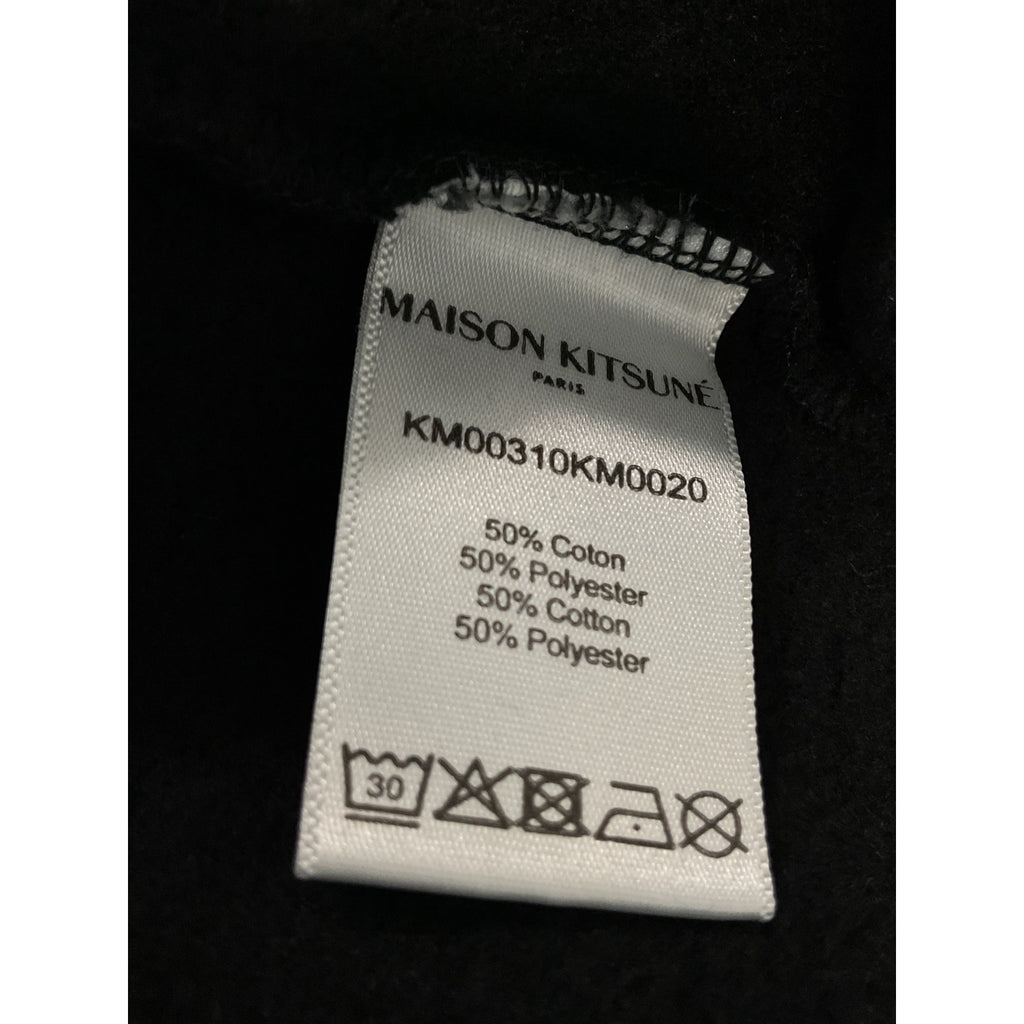 MAISON KITSUNÉ
PARIS
KM00310KM0020
50% Coton
50% Polyester
50% Cotton
50% Polyester
30